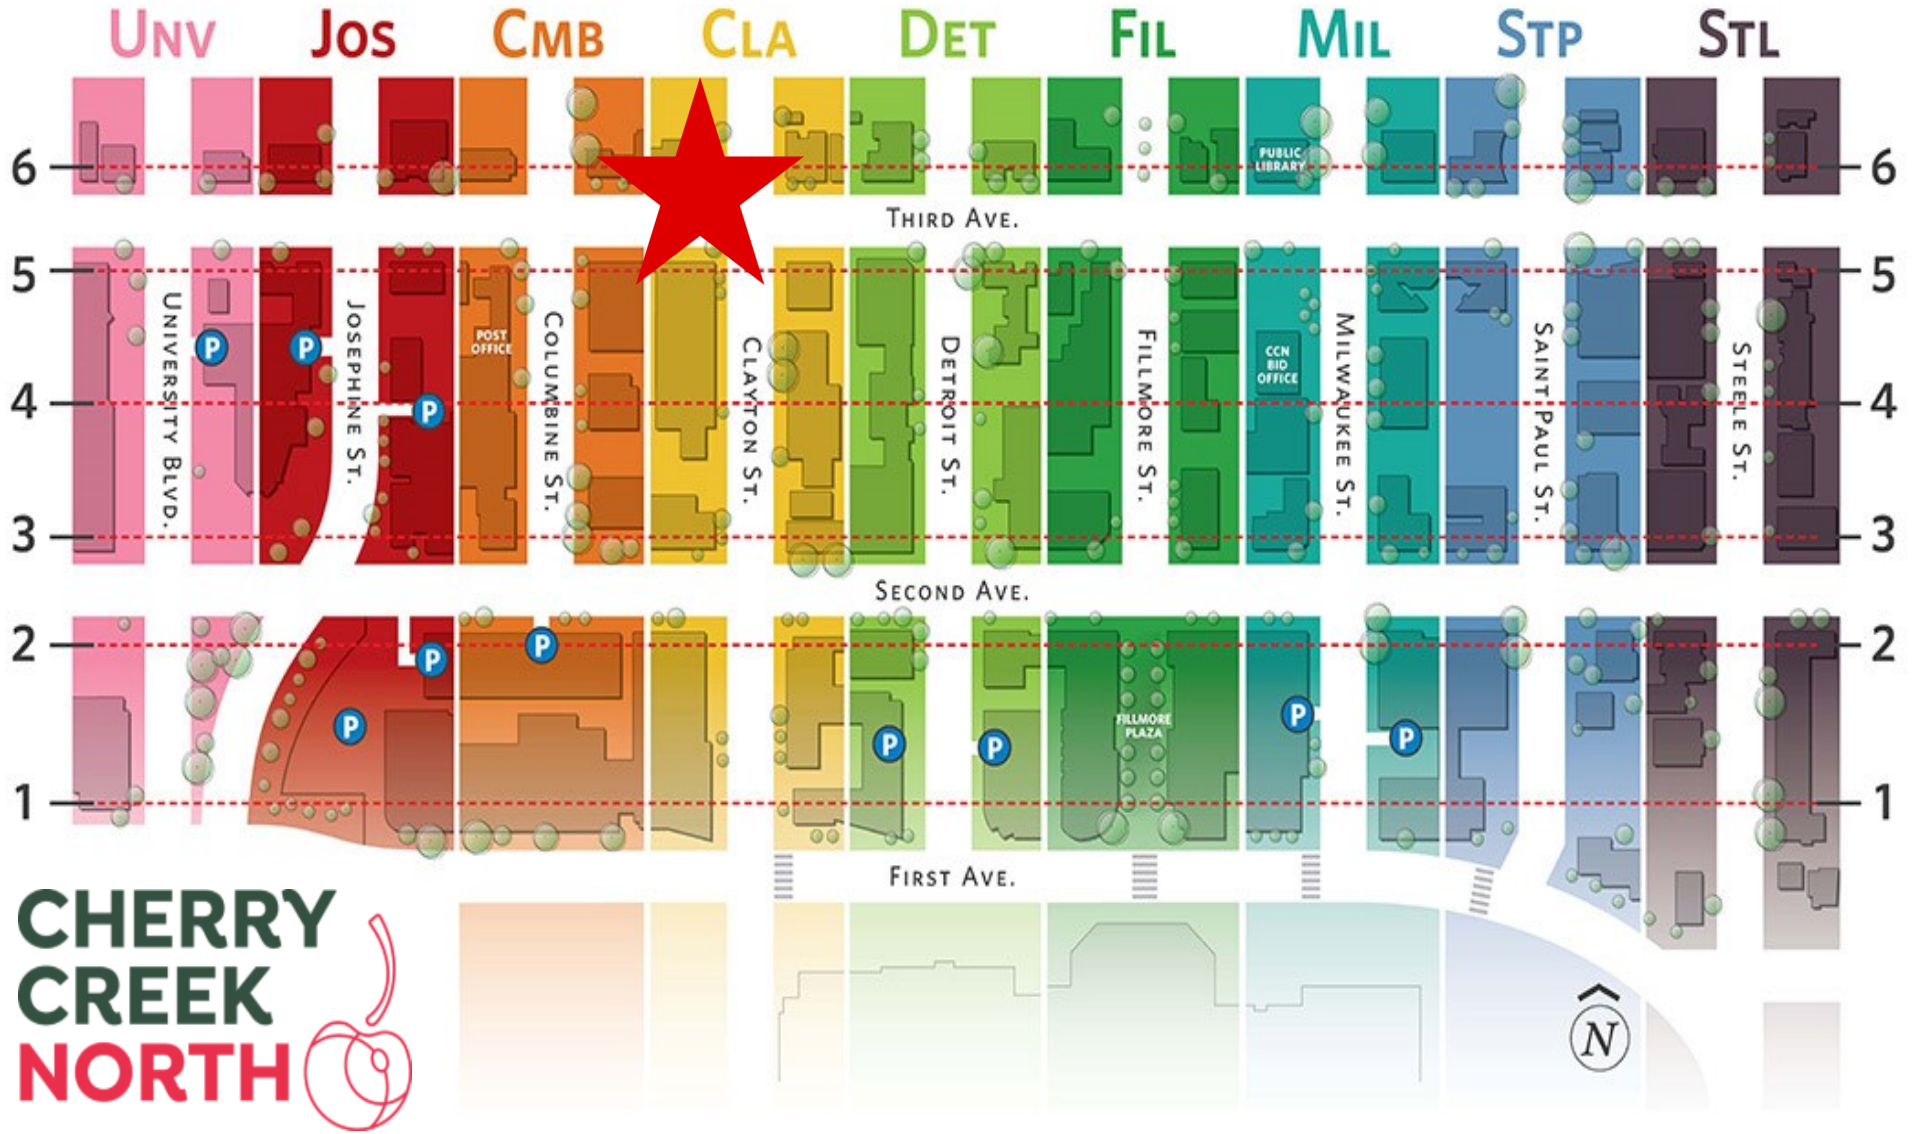 UNV JOS CMB CLA DET FIL MIL STP STL
PUBLIC
LIBRARY
6 6
THIRD AVE.
5 5
UNIVERSITY BLVD.
P
P
JOSEPHINE ST.
P
POST
OFFICE
COLUMBINE ST.
CLAYTON ST.
DETROIT ST.
FILLMORE ST.
CCN
BID
OFFICE
MILWAUKEE ST.
SAINT PAUL ST.
STEELE ST.
4 4
3 3
SECOND AVE.
2 2
P
P
P
P
P
FILLMORE
PLAZA
P
P
1 1
FIRST AVE.
CHERRY
CREEK
NORTH
N